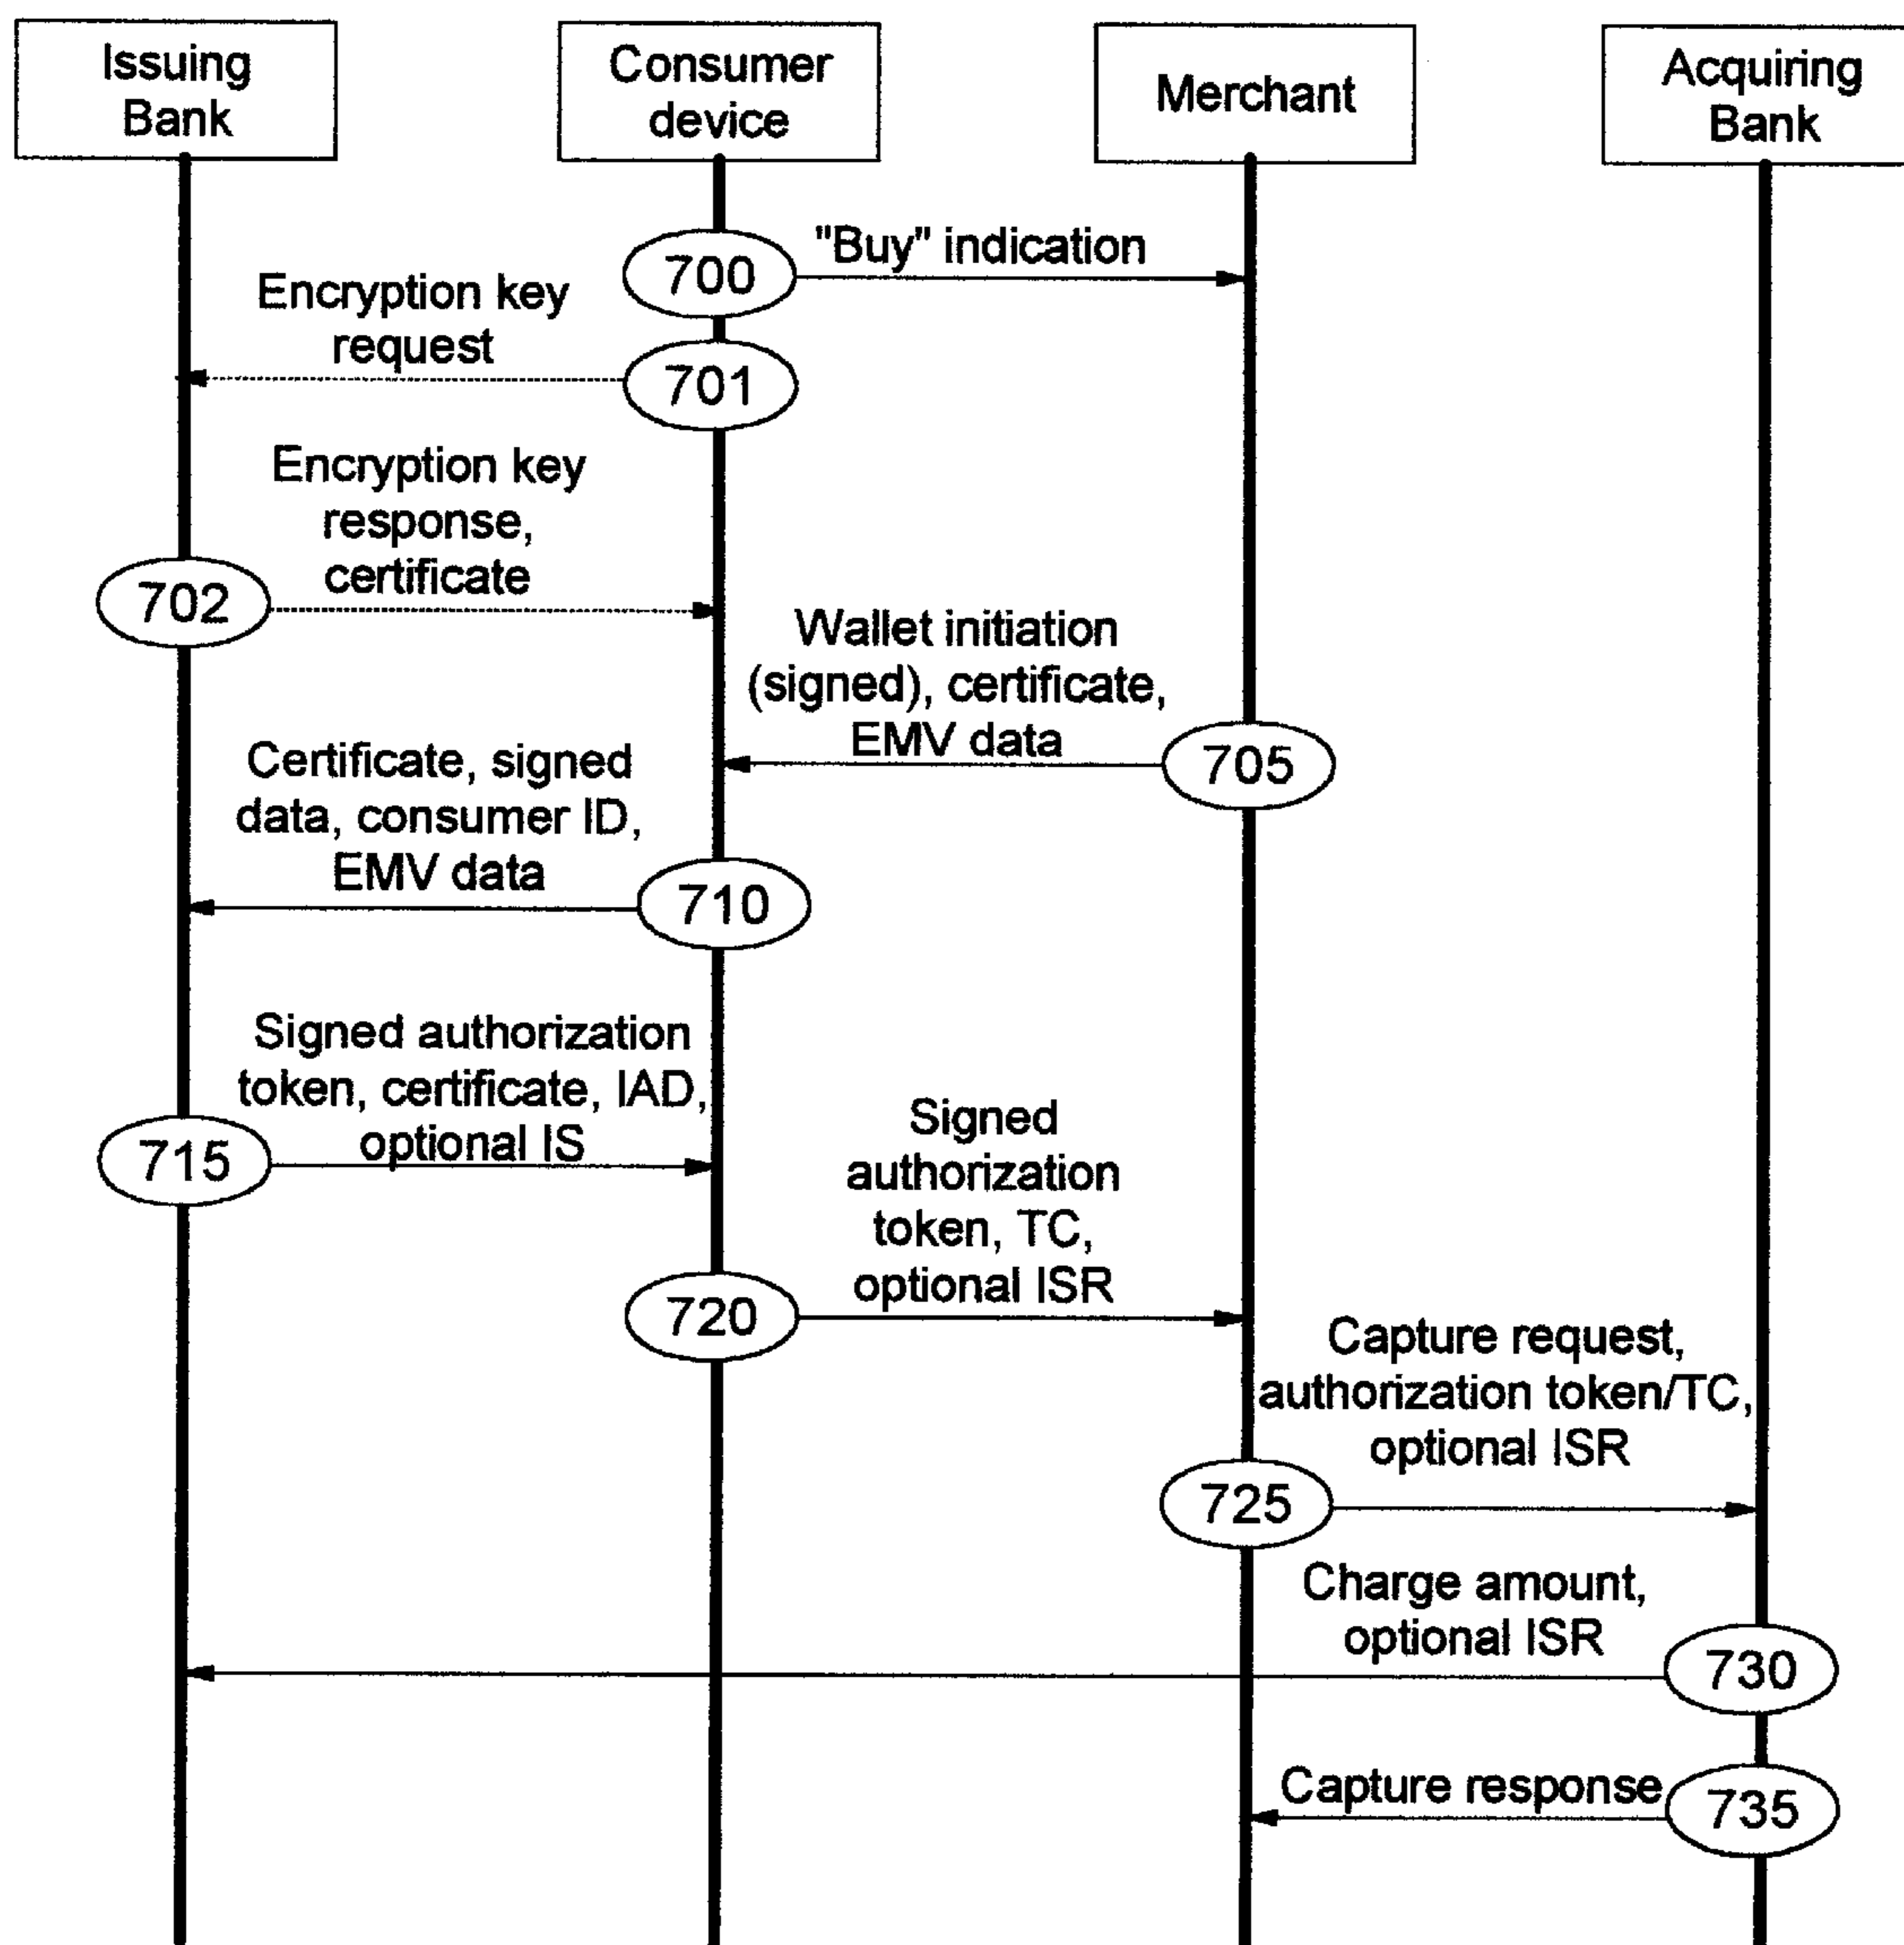 Issuing
Bank
Consumer
device
Merchant
Acquiring
Bank
"Buy" indication
700
Encryption key
request
701
Encryption key
response,
certificate
702
Wallet initiation
(signed), certificate,
EMV data
705
Certificate, signed
data, consumer ID,
EMV data
710
Signed authorization
token, certificate, IAD,
optional IS
715
Signed
authorization
token, TC,
optional ISR
720
Capture request,
authorization token/TC,
optional ISR
725
Charge amount,
optional ISR
730
Capture response
735